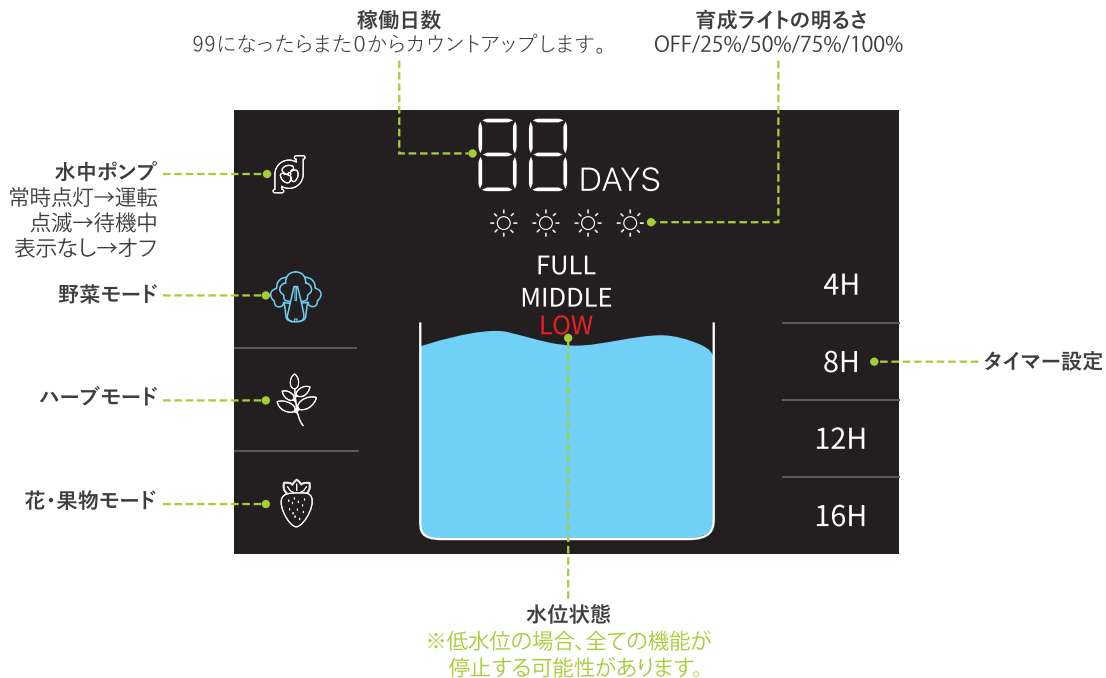 稼働日数
99になったらまた0からカウントアップします。
育成ライトの明るさ
OFF/25%/50%/75%/100%
88
DAYS
水中ポンプ
常時点灯→運転
点滅→待機中
表示なし→オフ
野菜モード
ハーブモード
花・果物モード
FULL
MIDDLE
LOW
4H
8H
12H
16H
タイマー設定
水位状態
※低水位の場合、全ての機能が
停止する可能性があります。